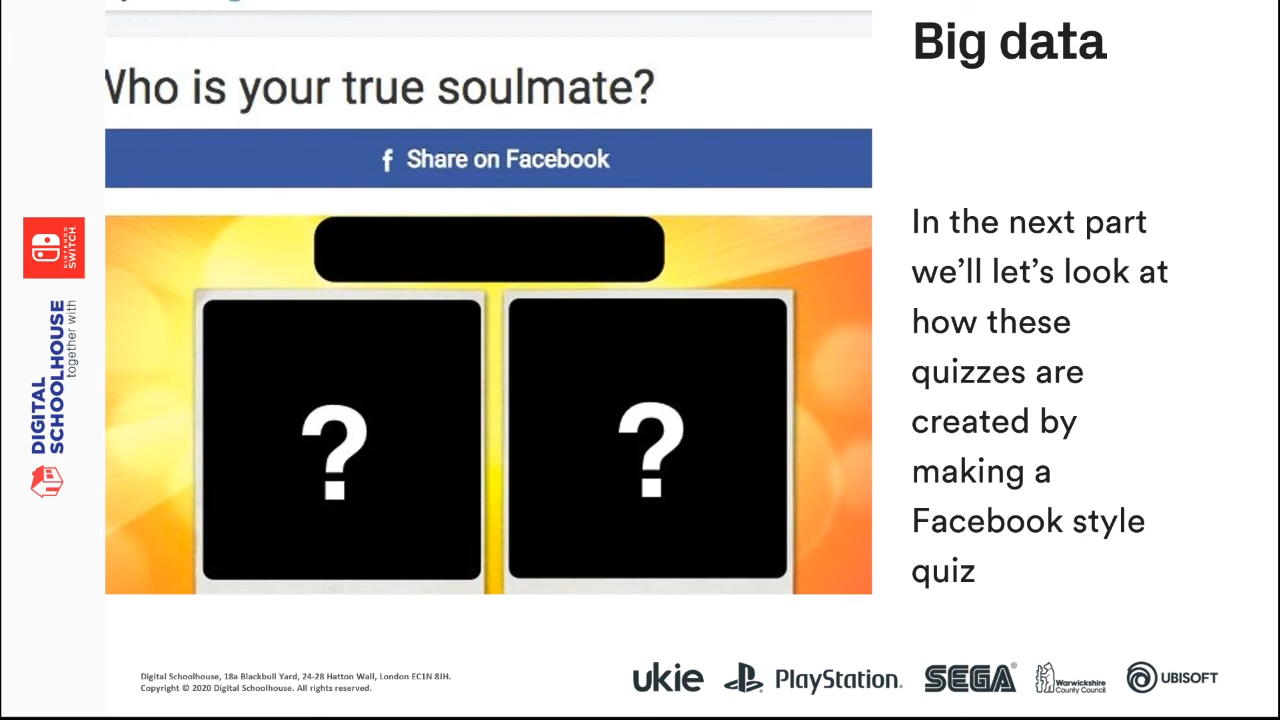 Who is your true soulmate?
f Share on Facebook
? ?
Big data
In the next part
we’ll let’s look at
how these
quizzes are
created by
making a
Facebook style
quiz
NINTENDO
SWITCH
DIGITAL
SCHOOLHOUSE
together with
Digital Schoolhouse, 18a Blackbull Yard, 24-28 Hatton Wall, London EC1N 8JH.
Copyright © 2020 Digital Schoolhouse. All rights reserved.
ukie
PlayStation.
SEGA®
Warwickshire
County Council
UBISOFT